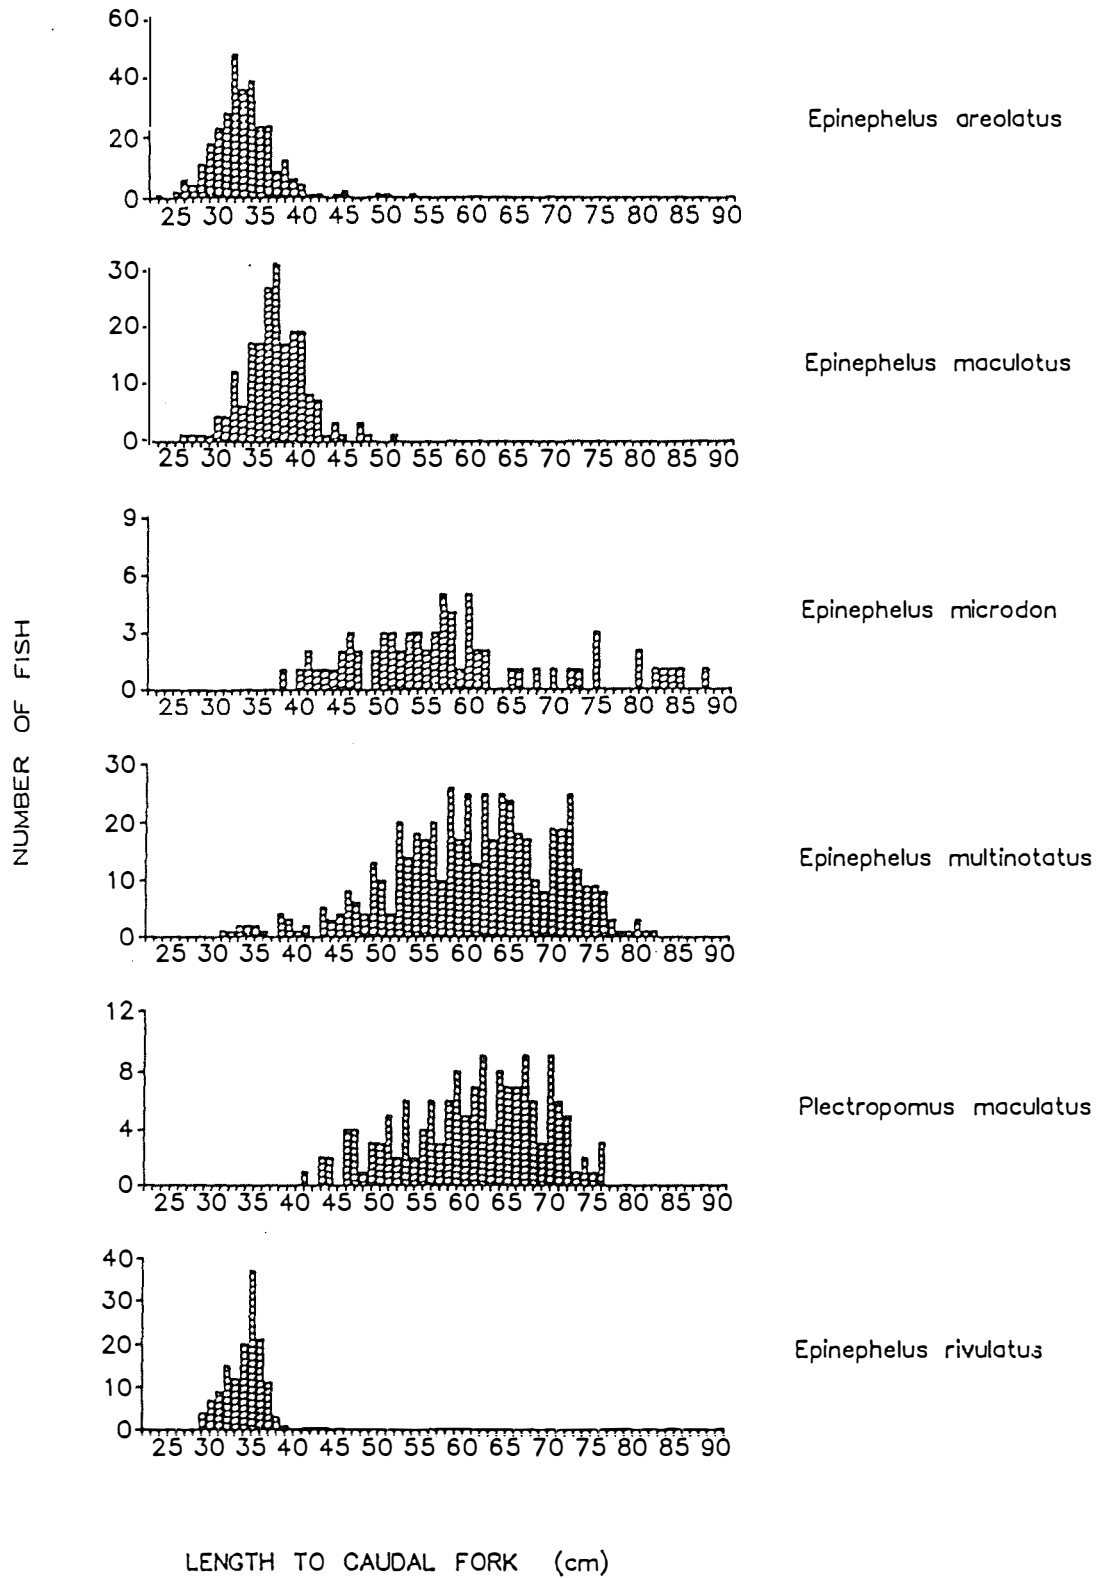 60
40
20
0
25 30 35 40 45 50 55 60 65 70 75 80 85 90
Epinephelus areolatus
30
20
10
0
25 30 35 40 45 50 55 60 65 70 75 80 85 90
Epinephelus maculotus
9
6
3
0
25 30 35 40 45 50 55 60 65 70 75 80 85 90
Epinephelus microdon
NUMBER OF FISH
30
20
10
0
25 30 35 40 45 50 55 60 65 70 75 80 85 90
Epinephelus multinotatus
12
8
4
0
25 30 35 40 45 50 55 60 65 70 75 80 85 90
Plectropomus maculatus
40
30
20
10
0
25 30 35 40 45 50 55 60 65 70 75 80 85 90
Epinephelus rivulatus
LENGTH TO CAUDAL FORK (cm)